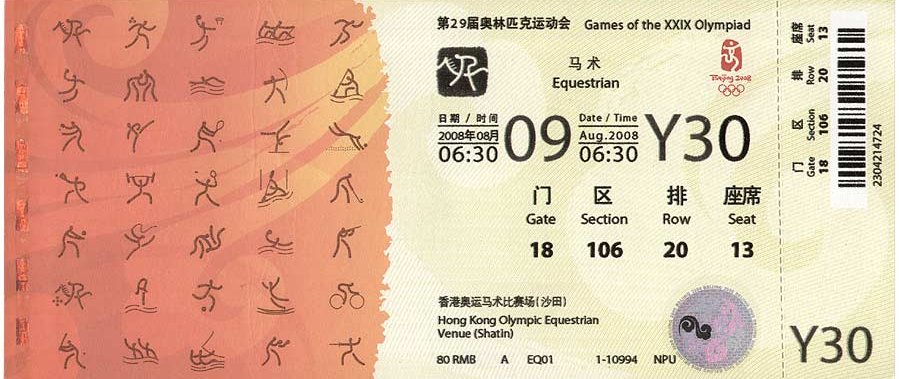 第29届奥林匹克运动会 Games of the XXIX Olympiad
马术
Equestrian
Beijing 2008
日期 / 时间 Date / Time
2008年08月 09 Aug.2008 Y30
06:30 06:30
门 区 排 座席
Gate Section Row Seat
18 106 20 13
香港奥运马术比赛场(沙田)
Hong Kong Olympic Equestrian
Venue (Shatin)
80 RMB A EQ01 1-10994 NPU
座席 Seat 13
排 Row 20
区 Section 106
门 Gate 18
2304214724
Y30